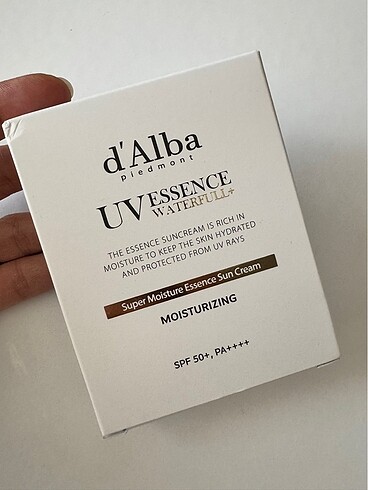 d'Alba
piedmont
UV ESSENCE
WATERFULL+
THE ESSENCE SUNCREAM IS RICH IN
MOISTURE TO KEEP THE SKIN HYDRATED
AND PROTECTED FROM UV RAYS
Super Moisture Essence Sun Cream
MOISTURIZING
SPF 50+, PA++++